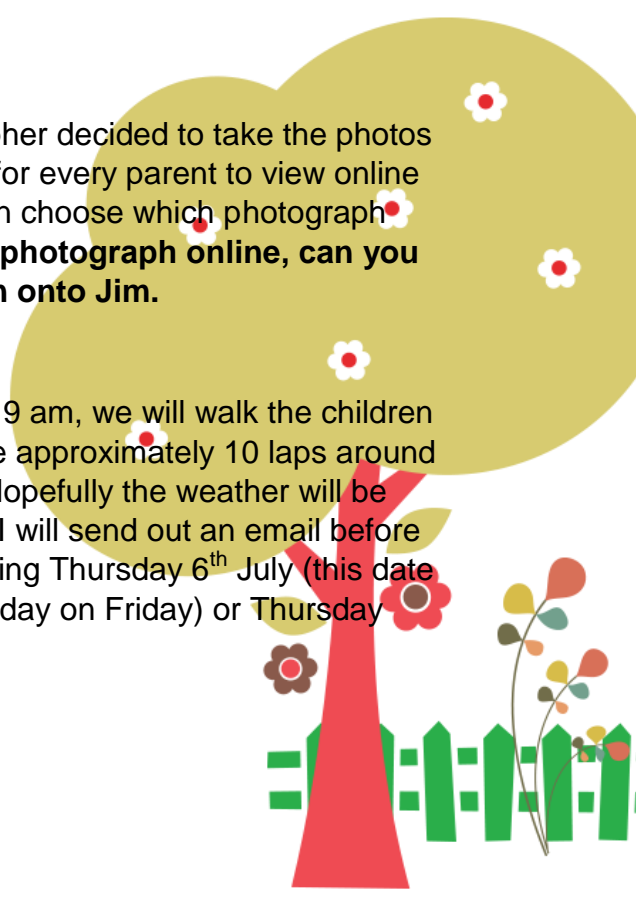 her decided to take the photos
for every parent to view online
n choose which photograph
photograph online, can you
n onto Jim.
9 am, we will walk the children
e approximately 10 laps around
Hopefully the weather will be
I will send out an email before
ing Thursday 6th July (this date
day on Friday) or Thursday